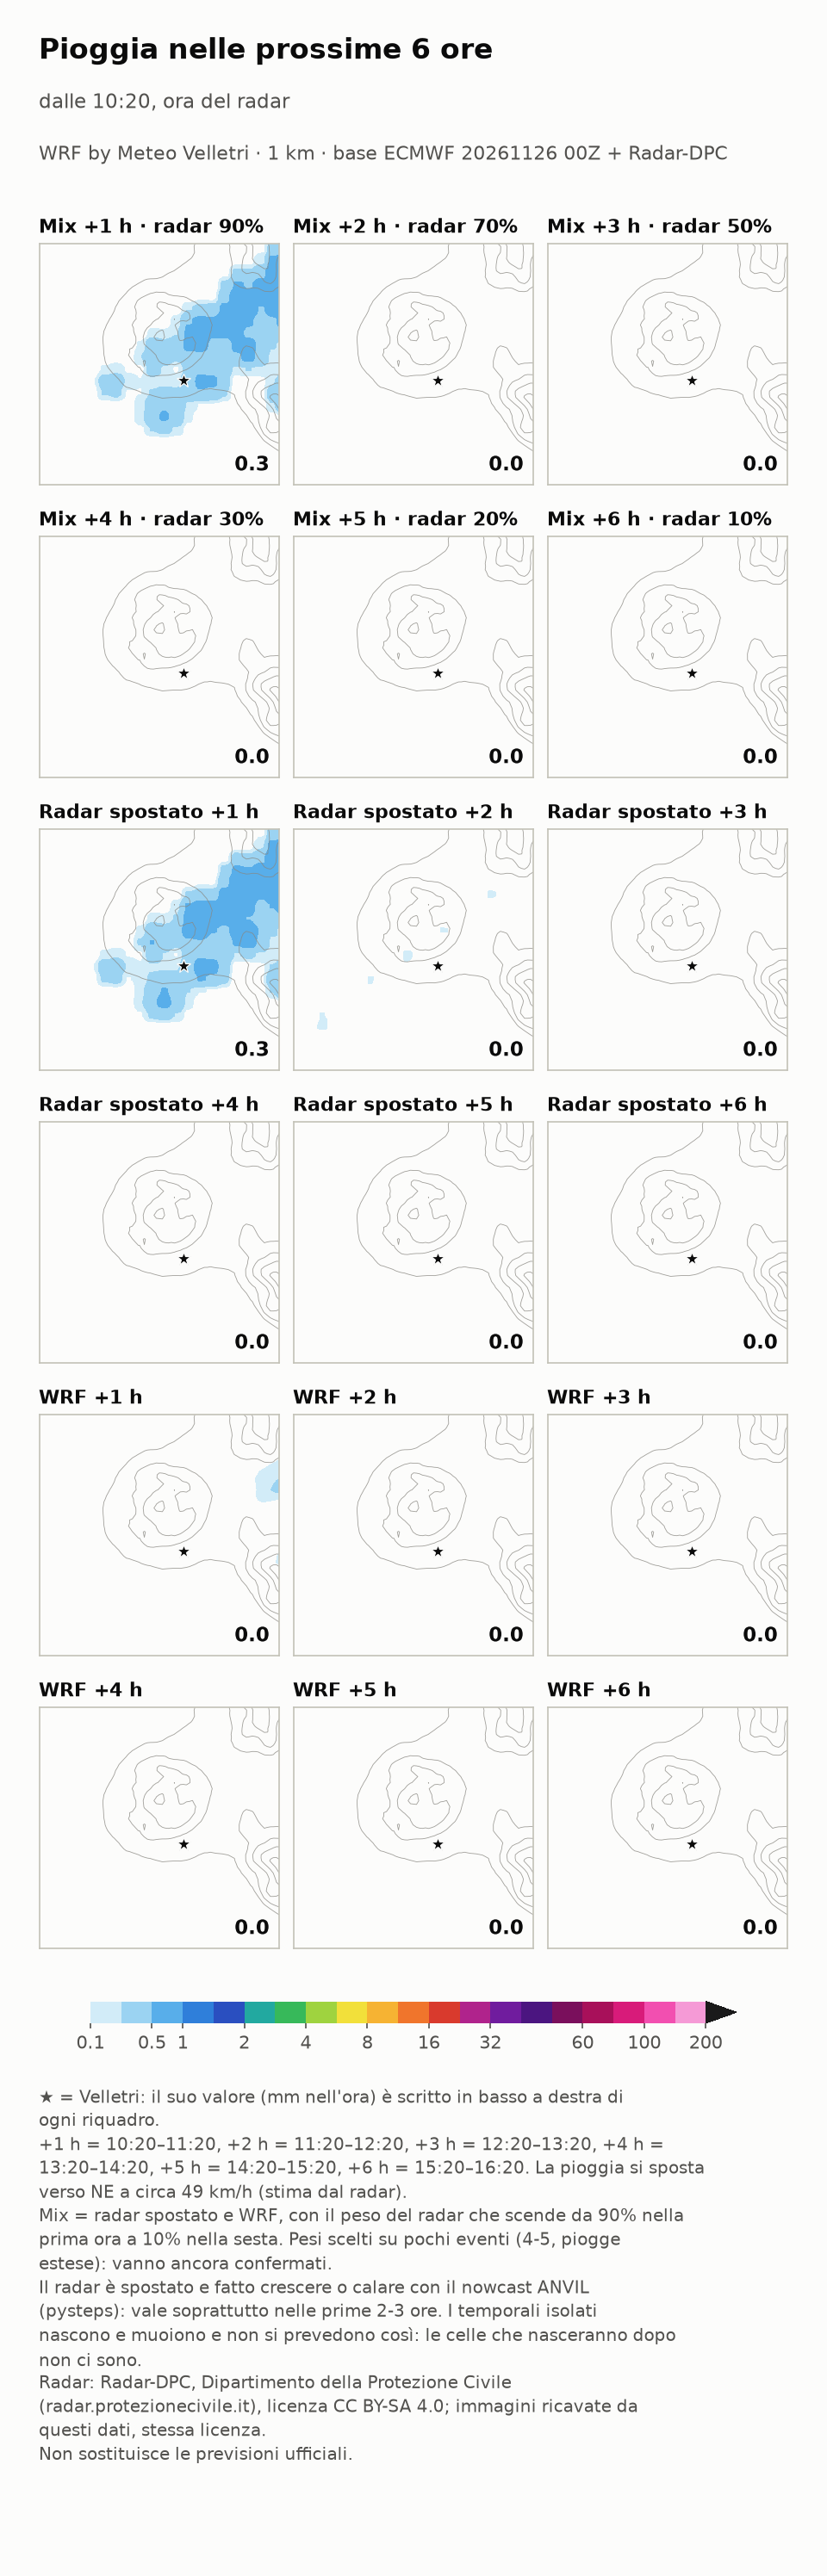 Pioggia nelle prossime 6 ore
dalle 10:20, ora del radar
WRF by Meteo Velletri · 1 km · base ECMWF 20261126 00Z + Radar-DPC
Mix +1 h · radar 90%
Mix +2 h · radar 70%
Mix +3 h · radar 50%
0.3
0.0
0.0
Mix +4 h · radar 30%
Mix +5 h · radar 20%
Mix +6 h · radar 10%
0.0
0.0
0.0
Radar spostato +1 h
Radar spostato +2 h
Radar spostato +3 h
0.3
0.0
0.0
Radar spostato +4 h
Radar spostato +5 h
Radar spostato +6 h
0.0
0.0
0.0
WRF +1 h
WRF +2 h
WRF +3 h
0.0
0.0
0.0
WRF +4 h
WRF +5 h
WRF +6 h
0.0
0.0
0.0
0.1 0.5 1 2 4 8 16 32 60 100 200
★ = Velletri: il suo valore (mm nell'ora) è scritto in basso a destra di
ogni riquadro.
+1 h = 10:20–11:20, +2 h = 11:20–12:20, +3 h = 12:20–13:20, +4 h =
13:20–14:20, +5 h = 14:20–15:20, +6 h = 15:20–16:20. La pioggia si sposta
verso NE a circa 49 km/h (stima dal radar).
Mix = radar spostato e WRF, con il peso del radar che scende da 90% nella
prima ora a 10% nella sesta. Pesi scelti su pochi eventi (4-5, piogge
estese): vanno ancora confermati.
Il radar è spostato e fatto crescere o calare con il nowcast ANVIL
(pysteps): vale soprattutto nelle prime 2-3 ore. I temporali isolati
nascono e muoiono e non si prevedono così: le celle che nasceranno dopo
non ci sono.
Radar: Radar-DPC, Dipartimento della Protezione Civile
(radar.protezionecivile.it), licenza CC BY-SA 4.0; immagini ricavate da
questi dati, stessa licenza.
Non sostituisce le previsioni ufficiali.